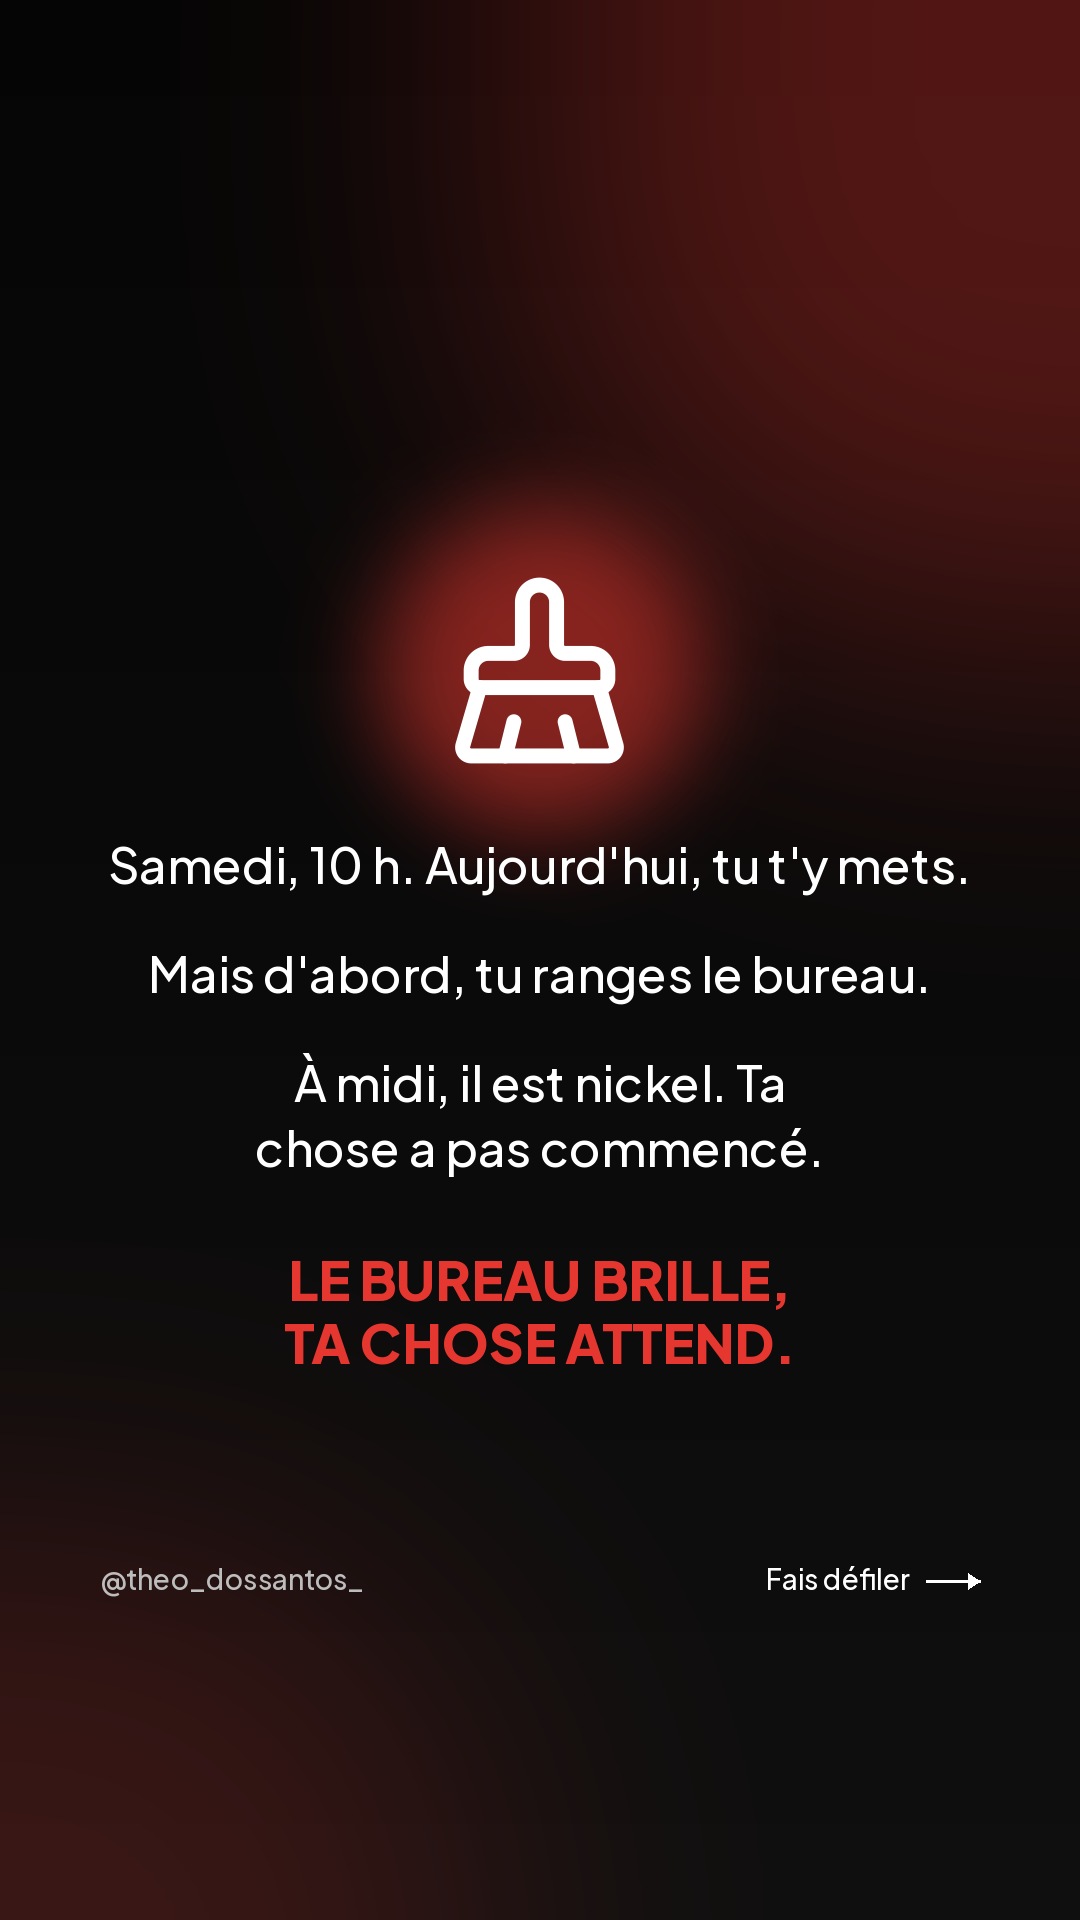 Samedi, 10 h. Aujourd'hui, tu t'y mets.
Mais d'abord, tu ranges le bureau.
À midi, il est nickel. Ta
chose a pas commencé.
LE BUREAU BRILLE,
TA CHOSE ATTEND.
@theo_dossantos_
Fais défiler